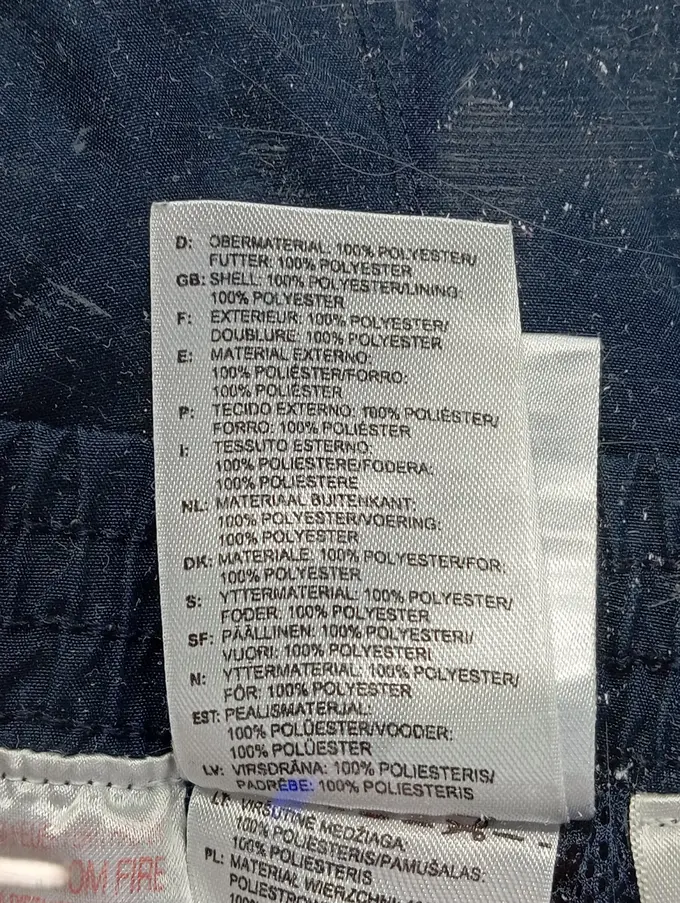 D: OBERMATERIAL: 100% POLYESTER/
FUTTER: 100% POLYESTER
GB: SHELL: 100% POLYESTER/LINING:
100% POLYESTER
F: EXTERIEUR: 100% POLYESTER/
DOUBLURE: 100% POLYESTER
E: MATERIAL EXTERNO:
100% POLIÉSTER/FORRO:
100% POLIÉSTER
P: TECIDO EXTERNO: 100% POLIÉSTER/
FORRO: 100% POLIÉSTER
I: TESSUTO ESTERNO:
100% POLIESTERE/FODERA:
100% POLIESTERE
NL: MATERIAAL BUITENKANT:
100% POLYESTER/VOERING:
100% POLYESTER
DK: MATERIALE: 100% POLYESTER/FOR:
100% POLYESTER
S: YTTERMATERIAL: 100% POLYESTER/
FODER: 100% POLYESTER
SF: PÄÄLLINEN: 100% POLYESTERI/
VUORI: 100% POLYESTERI
N: YTTERMATERIAL: 100% POLYESTER/
FÔR: 100% POLYESTER
EST: PEALISMATERJAL:
100% POLÜESTER/VOODER:
100% POLÜESTER
LV: VIRSDRĀNA: 100% POLIESTERIS/
PADRĒBE: 100% POLIESTERIS
LT: VIRŠUTINĖ MEDŽIAGA:
100% POLIESTERIS/PAMUŠALAS:
100% POLIESTERIS
PL: MATERIAŁ WIERZCHNI:
OM FIRE